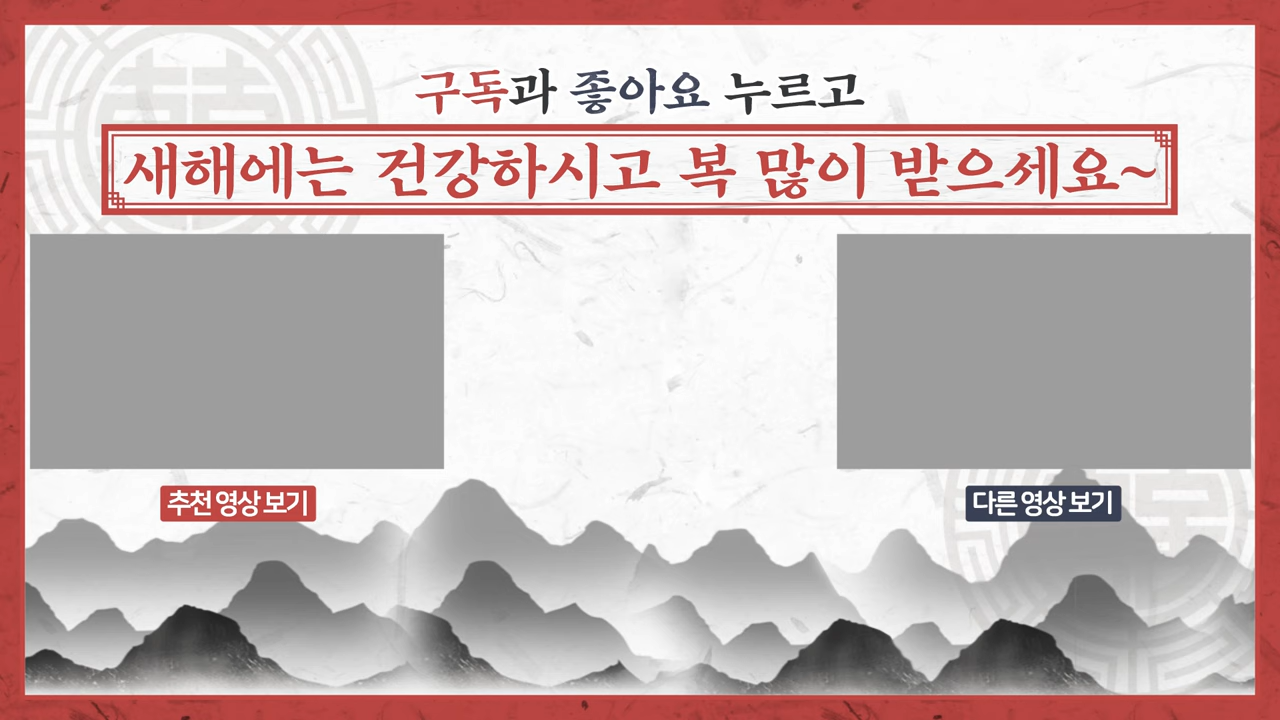 구독과 좋아요 누르고
새해에는 건강하시고 복 많이 받으세요~
추천 영상 보기
다른 영상 보기